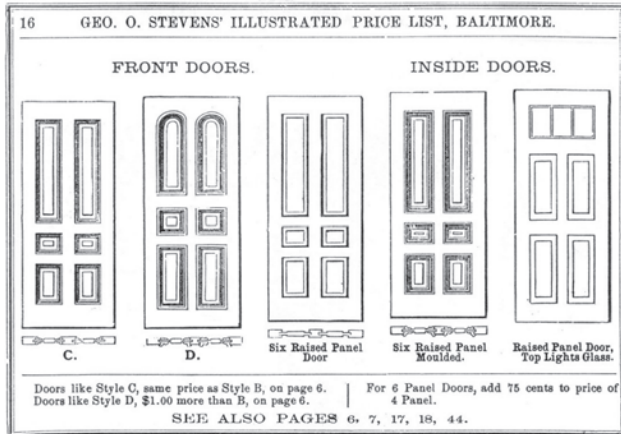 16 GEO. O. STEVENS' ILLUSTRATED PRICE LIST, BALTIMORE.
FRONT DOORS.
INSIDE DOORS.
C.
D.
Six Raised Panel
Door
Six Raised Panel
Moulded.
Raised Panel Door,
Top Lights Glass.
Doors like Style C, same price as Style B, on page 6.
Doors like Style D, $1.00 more than B, on page 6.
For 6 Panel Doors, add 75 cents to price of
4 Panel.
SEE ALSO PAGES 6, 7, 17, 18, 44.